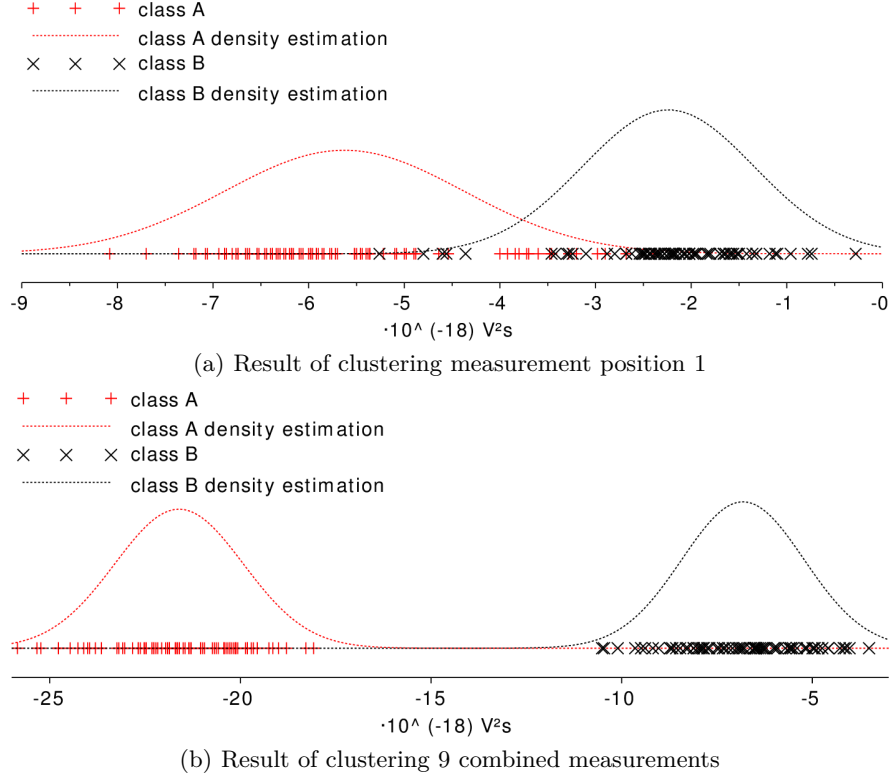 class A
class A density estimation
class B
class B density estimation
-9 -8 -7 -6 -5 -4 -3 -2 -1 -0
·10^ (-18) V²s
(a) Result of clustering measurement position 1
class A
class A density estimation
class B
class B density estimation
-25 -20 -15 -10 -5
·10^ (-18) V²s
(b) Result of clustering 9 combined measurements